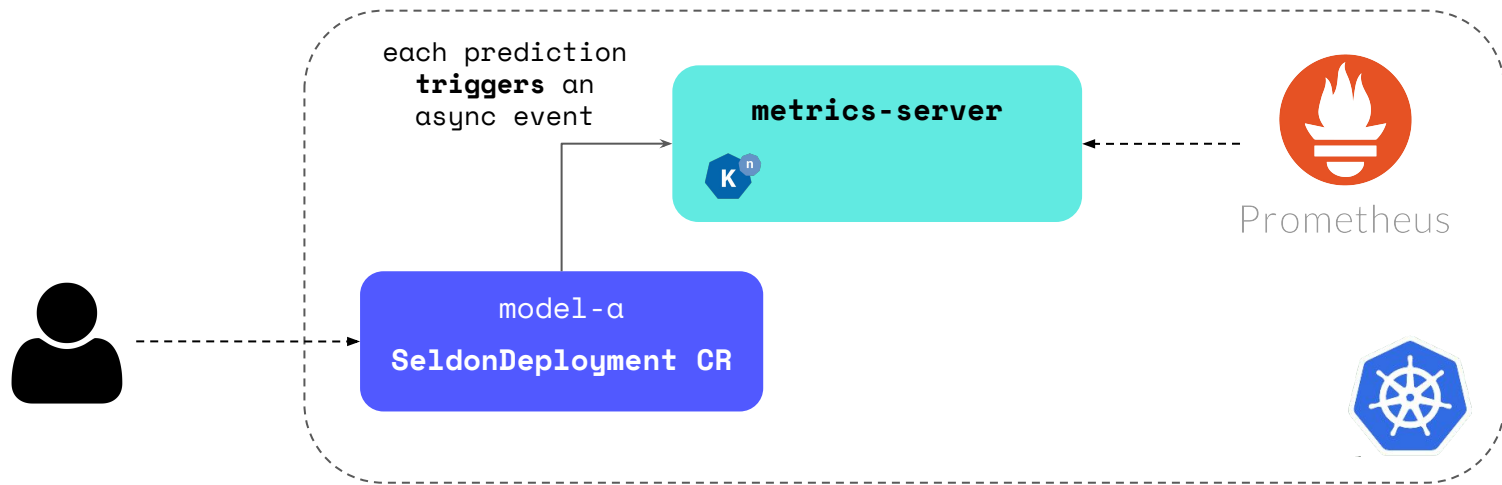 each prediction
triggers an
async event
metrics-server
K
n
Prometheus
model-a
SeldonDeployment CR